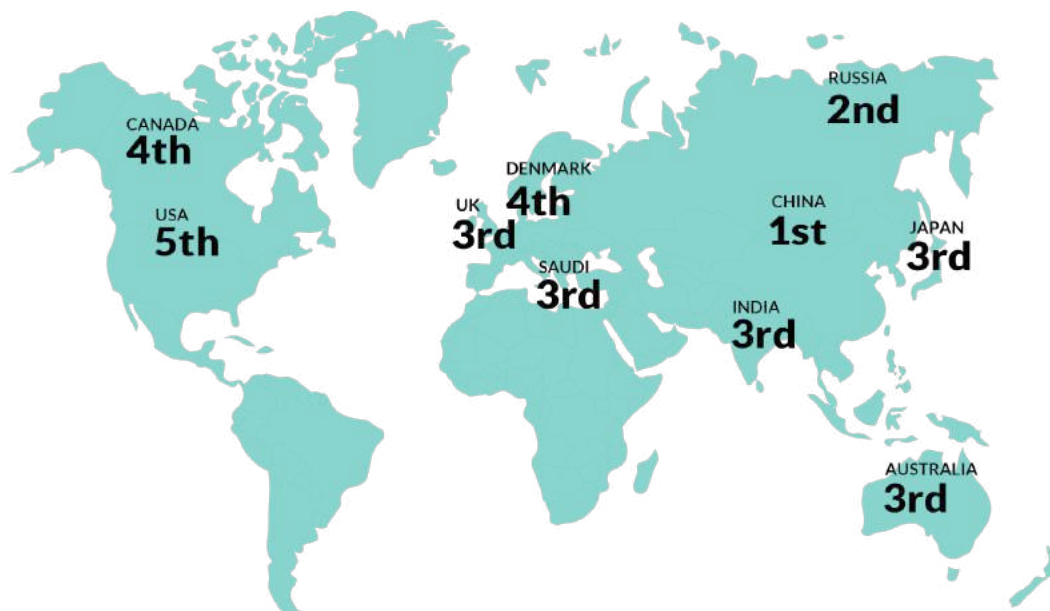 RUSSIA
2nd
CANADA
4th
DENMARK
4th
USA
5th
UK
3rd
CHINA
1st
JAPAN
3rd
SAUDI
3rd
INDIA
3rd
AUSTRALIA
3rd